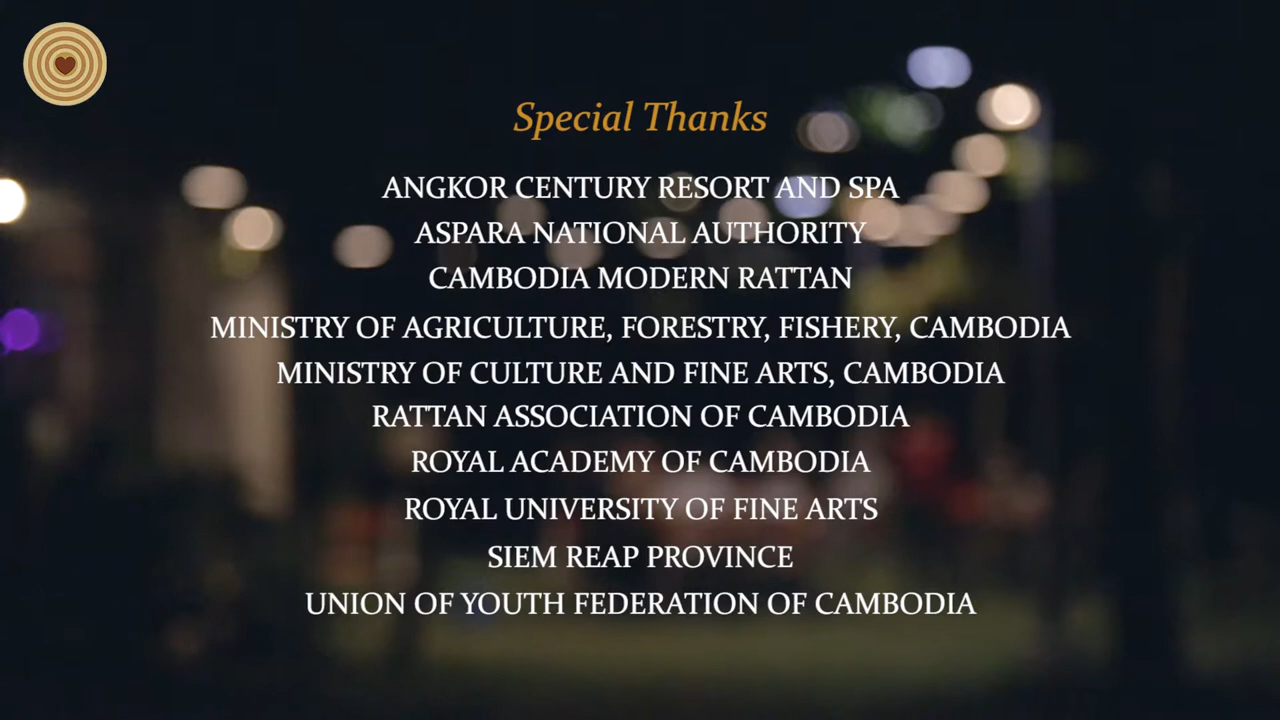 Special Thanks
ANGKOR CENTURY RESORT AND SPA
ASPARA NATIONAL AUTHORITY
CAMBODIA MODERN RATTAN
MINISTRY OF AGRICULTURE, FORESTRY, FISHERY, CAMBODIA
MINISTRY OF CULTURE AND FINE ARTS, CAMBODIA
RATTAN ASSOCIATION OF CAMBODIA
ROYAL ACADEMY OF CAMBODIA
ROYAL UNIVERSITY OF FINE ARTS
SIEM REAP PROVINCE
UNION OF YOUTH FEDERATION OF CAMBODIA